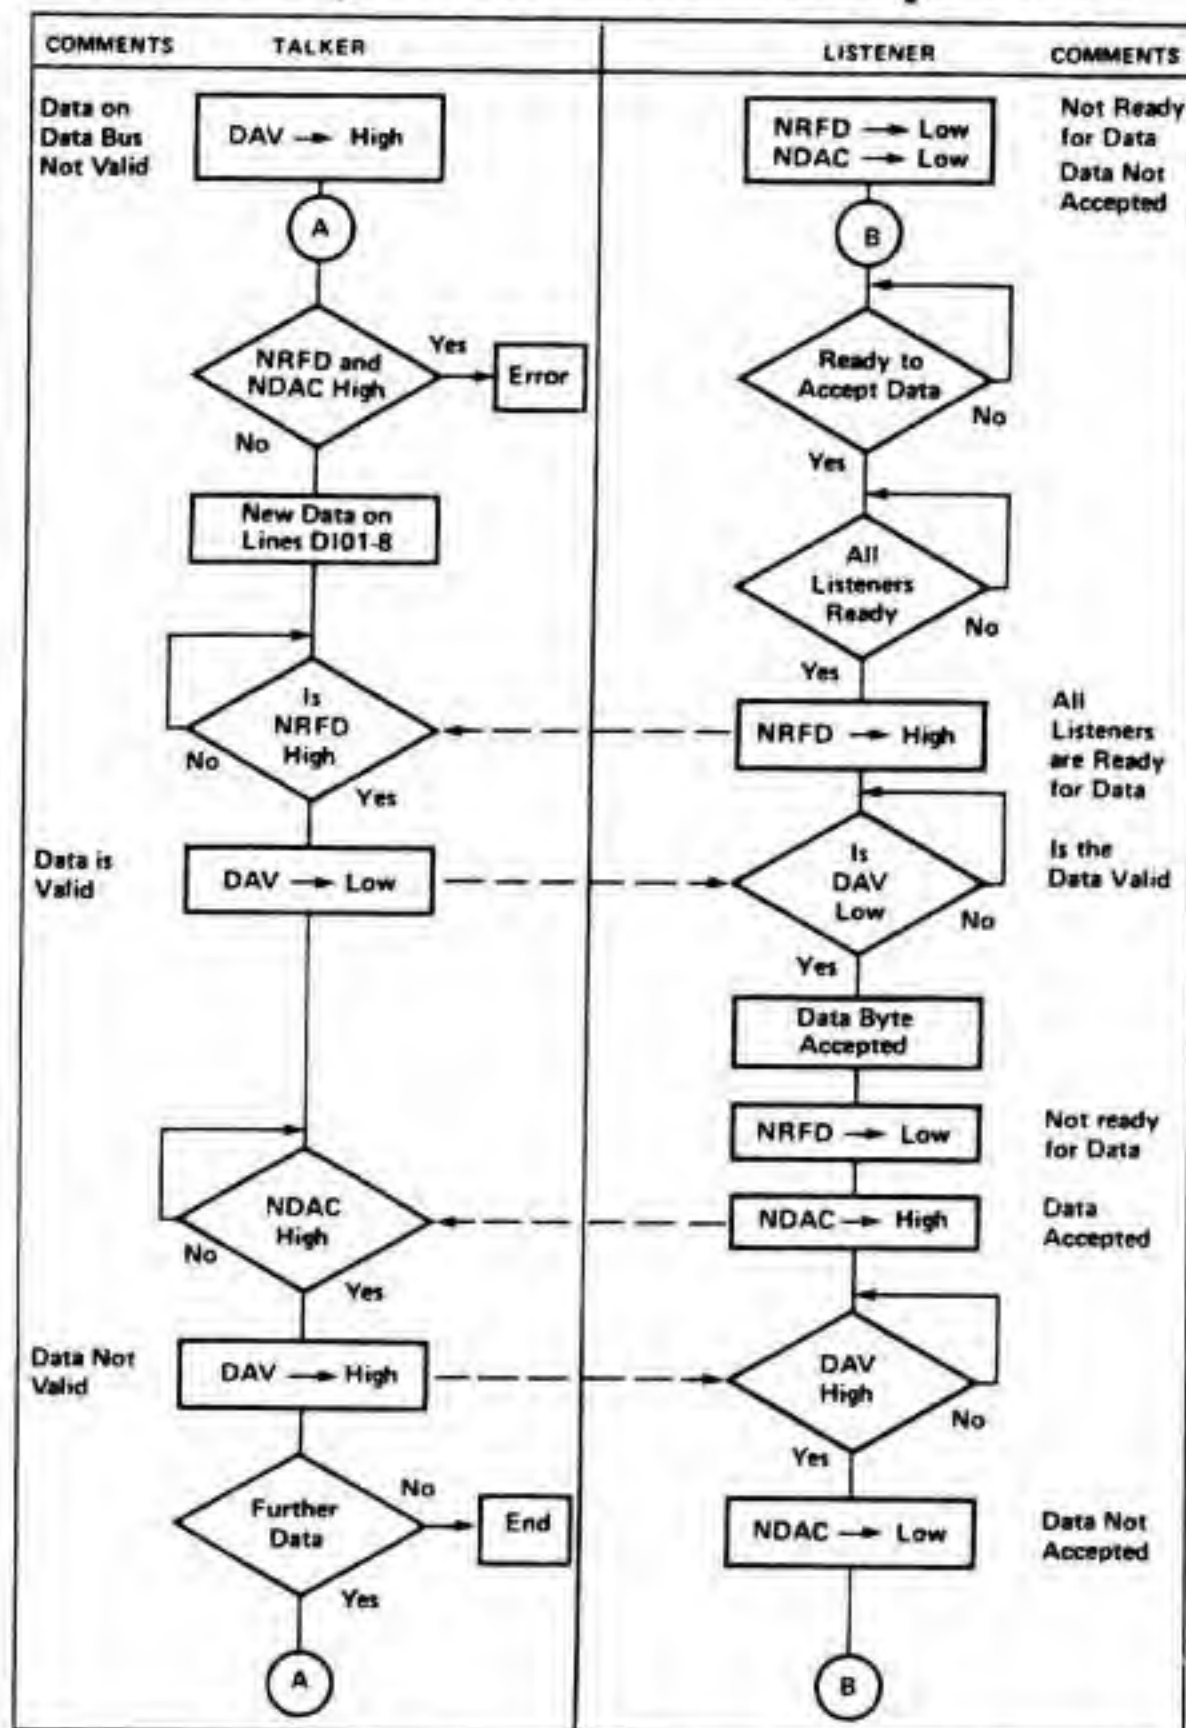 COMMENTS TALKER LISTENER COMMENTS
Data on
Data Bus
Not Valid
DAV → High
A
NRFD and
NDAC High
Yes
Error
No
New Data on
Lines DI01-8
Is
NRFD
High
No
Yes
Data is
Valid
DAV → Low
NDAC
High
No
Yes
Data Not
Valid
DAV → High
Further
Data
No
End
Yes
A
NRFD → Low
NDAC → Low
Not Ready
for Data
Data Not
Accepted
B
Ready to
Accept Data
No
Yes
All
Listeners
Ready
No
Yes
NRFD → High
All
Listeners
are Ready
for Data
Is
DAV
Low
No
Is the
Data Valid
Yes
Data Byte
Accepted
NRFD → Low
Not ready
for Data
NDAC → High
Data
Accepted
DAV
High
No
Yes
NDAC → Low
Data Not
Accepted
B